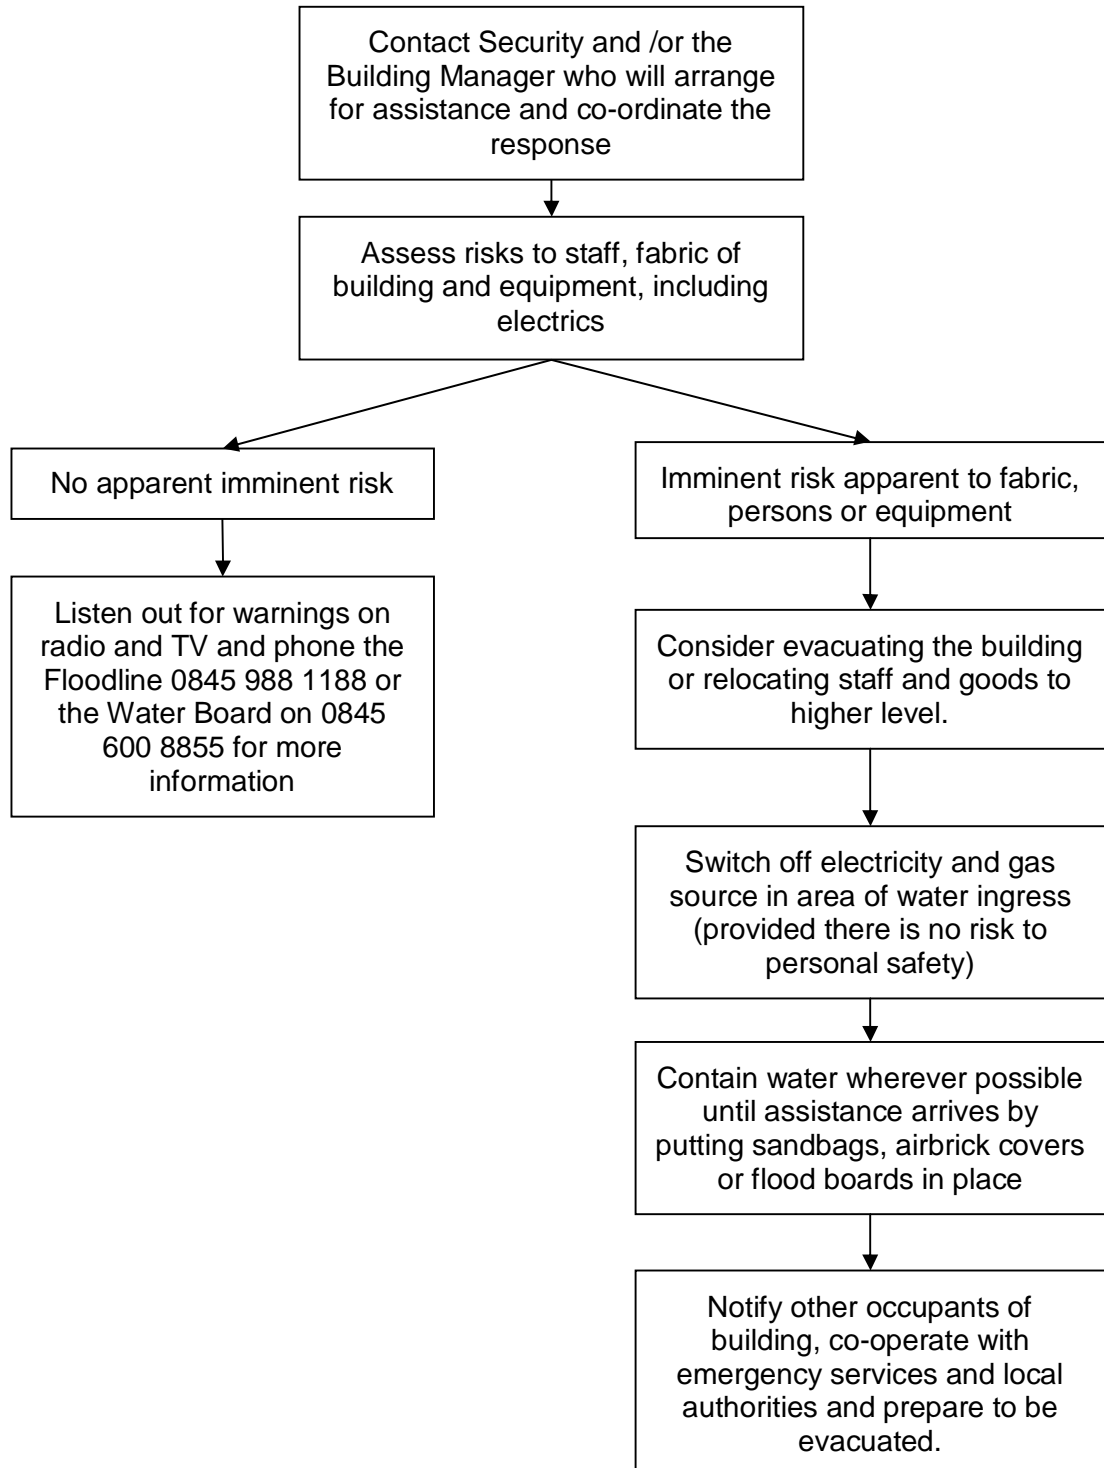 Contact Security and /or the
Building Manager who will arrange
for assistance and co-ordinate the
response
Assess risks to staff, fabric of
building and equipment, including
electrics
No apparent imminent risk
Listen out for warnings on
radio and TV and phone the
Floodline 0845 988 1188 or
the Water Board on 0845
600 8855 for more
information
Imminent risk apparent to fabric,
persons or equipment
Consider evacuating the building
or relocating staff and goods to
higher level.
Switch off electricity and gas
source in area of water ingress
(provided there is no risk to
personal safety)
Contain water wherever possible
until assistance arrives by
putting sandbags, airbrick covers
or flood boards in place
Notify other occupants of
building, co-operate with
emergency services and local
authorities and prepare to be
evacuated.